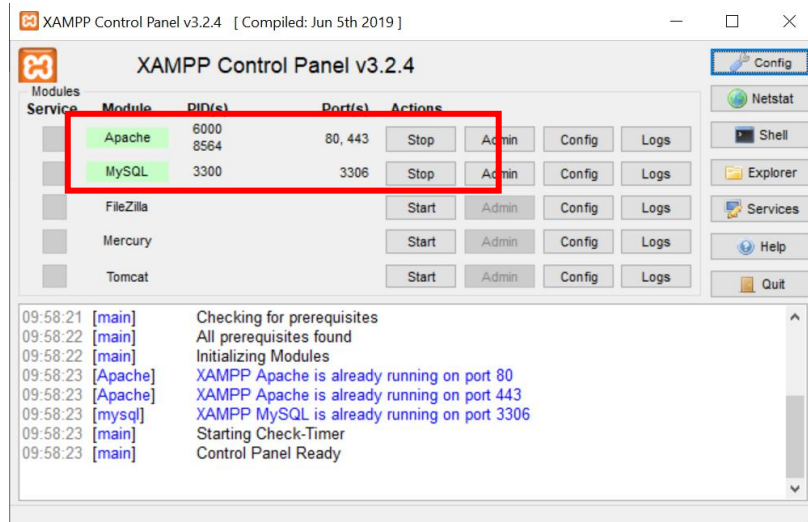 XAMPP Control Panel v3.2.4 [ Compiled: Jun 5th 2019 ]
XAMPP Control Panel v3.2.4
Config
Modules
Service Module PID(s) Port(s) Actions
Netstat
Apache 6000 8564 80, 443 Stop Admin Config Logs
Shell
MySQL 3300 3306 Stop Admin Config Logs
Explorer
FileZilla Start Admin Config Logs
Services
Mercury Start Admin Config Logs
Help
Tomcat Start Admin Config Logs
Quit
09:58:21 [main] Checking for prerequisites
09:58:22 [main] All prerequisites found
09:58:22 [main] Initializing Modules
09:58:23 [Apache] XAMPP Apache is already running on port 80
09:58:23 [Apache] XAMPP Apache is already running on port 443
09:58:23 [mysql] XAMPP MySQL is already running on port 3306
09:58:23 [main] Starting Check-Timer
09:58:23 [main] Control Panel Ready